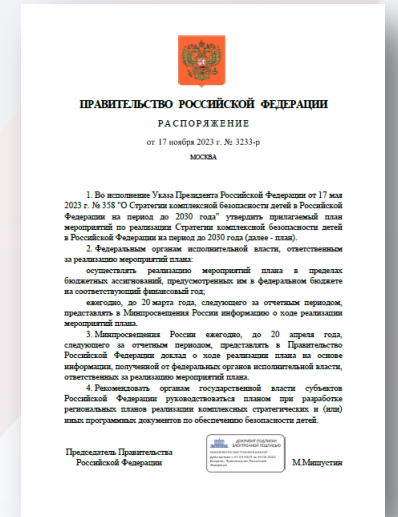 ПРАВИТЕЛЬСТВО РОССИЙСКОЙ ФЕДЕРАЦИИ
РАСПОРЯЖЕНИЕ
от 17 ноября 2023 г. № 3233-р
МОСКВА
1. Во исполнение Указа Президента Российской Федерации от 17 мая
2023 г. № 358 "О Стратегии комплексной безопасности детей в Российской
Федерации на период до 2030 года" утвердить прилагаемый план
мероприятий по реализации Стратегии комплексной безопасности детей
в Российской Федерации на период до 2030 года (далее - план).
2. Федеральным органам исполнительной власти, ответственным
за реализацию мероприятий плана:
осуществлять реализацию мероприятий плана в пределах
бюджетных ассигнований, предусмотренных им в федеральном бюджете
на соответствующий финансовый год;
ежегодно, до 20 марта года, следующего за отчетным периодом,
представлять в Минпросвещения России информацию о ходе реализации
мероприятий плана.
3. Минпросвещения России ежегодно, до 20 апреля года,
следующего за отчетным периодом, представлять в Правительство
Российской Федерации доклад о ходе реализации плана на основе
информации, полученной от федеральных органов исполнительной власти,
ответственных за реализацию мероприятий плана.
4. Рекомендовать органам государственной власти субъектов
Российской Федерации руководствоваться планом при разработке
региональных планов реализации комплексных стратегических и (или)
иных программных документов по обеспечению безопасности детей.
Председатель Правительства
Российской Федерации
ДОКУМЕНТ ПОДПИСАН
ЭЛЕКТРОННОЙ ПОДПИСЬЮ
М.Мишустин